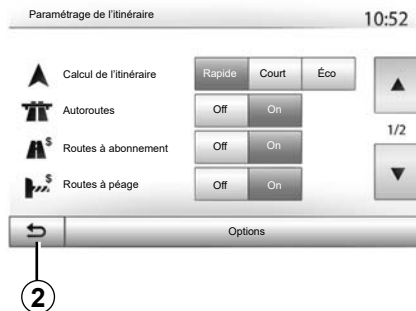 Paramétrage de l'itinéraire 10:52
Calcul de l'itinéraire Rapide Court Éco
Autoroutes Off On
1/2
Routes à abonnement Off On
Routes à péage Off On
Options
2